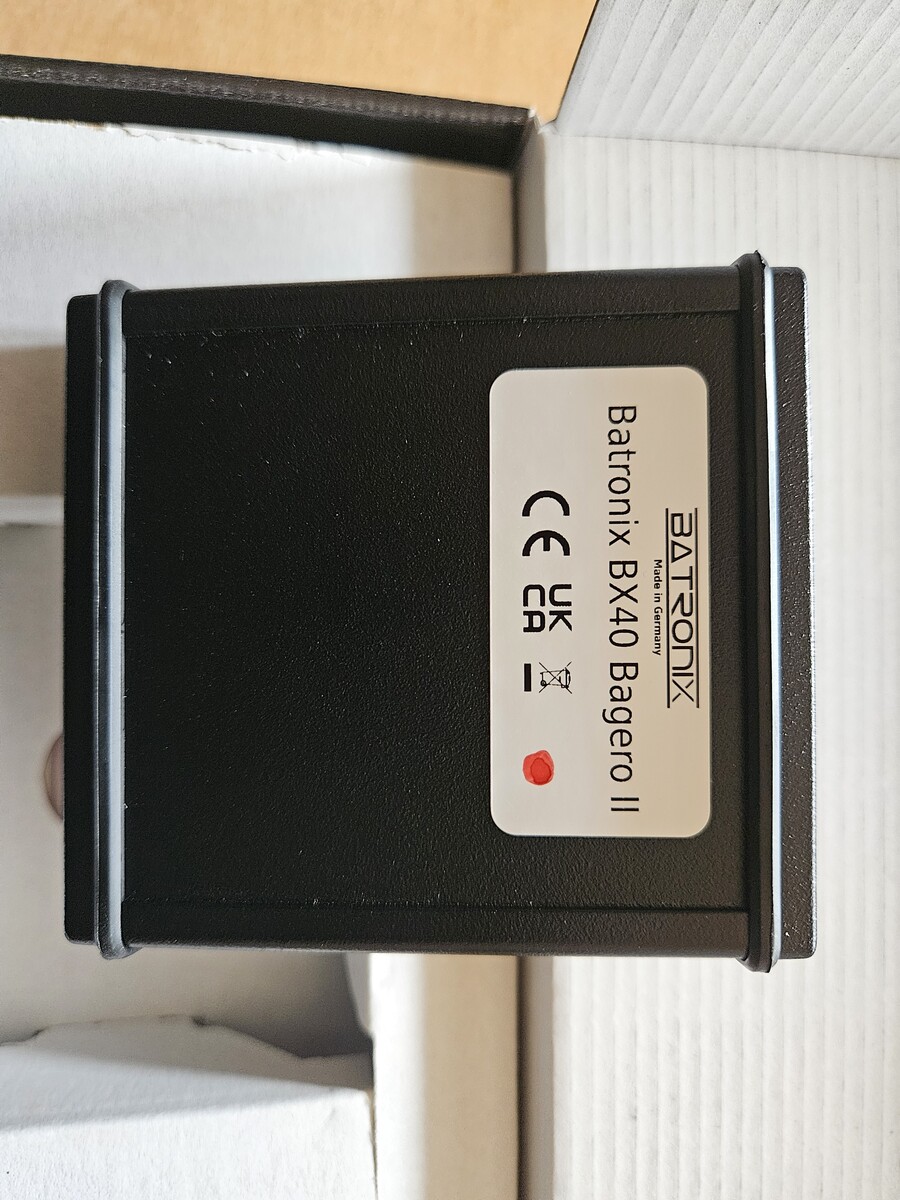 BATRONIX
Made in Germany
Batronix BX40 Bagero II
CE UK CA